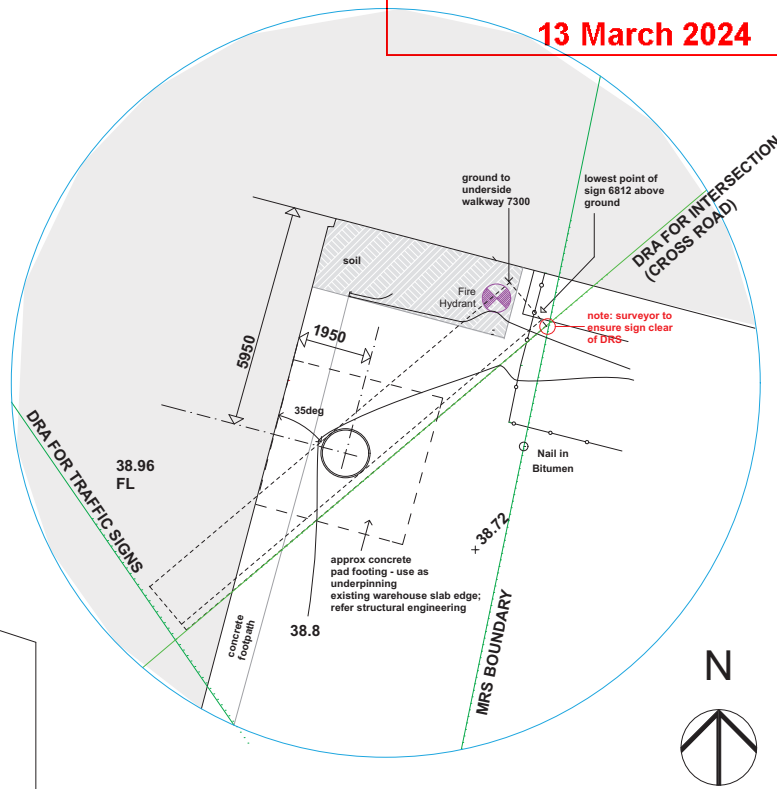 13 March 2024
ground to
underside
walkway 7300
lowest point of
sign 6812 above
ground
DRA FOR INTERSECTION
(CROSS ROAD)
soil
Fire
Hydrant
note: surveyor to
ensure sign clear
of DRS
1950
5950
35deg
DRA FOR TRAFFIC SIGNS
38.96
FL
Nail in
Bitumen
38.72
approx concrete
pad footing - use as
underpinning
existing warehouse slab edge;
refer structural engineering
38.8
concrete
footpath
MRS BOUNDARY
N